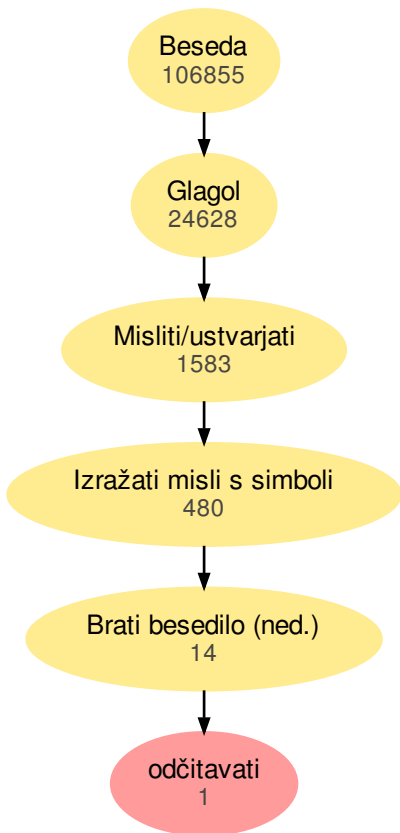 Beseda
106855
Glagol
24628
Misliti/ustvarjati
1583
Izražati misli s simboli
480
Brati besedilo (ned.)
14
odčitavati
1